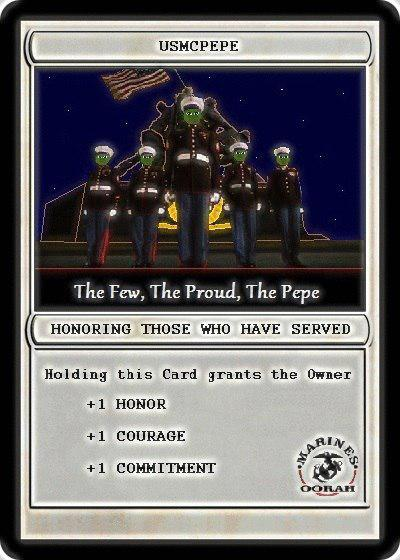 USMCPEPE
The Few, The Proud, The Pepe
HONORING THOSE WHO HAVE SERVED
Holding this Card grants the Owner
+1 HONOR
+1 COURAGE
+1 COMMITMENT
MARINES
OORAH